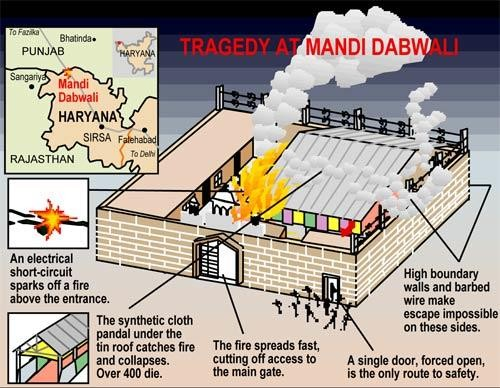 TRAGEDY AT MANDI DABWALI
To Fazilka
Bhatinda
PUNJAB
HARYANA
Sangariya
Mandi
Dabwali
HARYANA
SIRSA
Fatehabad
RAJASTHAN
To Delhi
An electrical
short-circuit
sparks off a fire
above the entrance.
The synthetic cloth
pandal under the
tin roof catches fire
and collapses.
Over 400 die.
The fire spreads fast,
cutting off access to
the main gate.
High boundary
walls and barbed
wire make
escape impossible
on these sides.
A single door, forced open,
is the only route to safety.